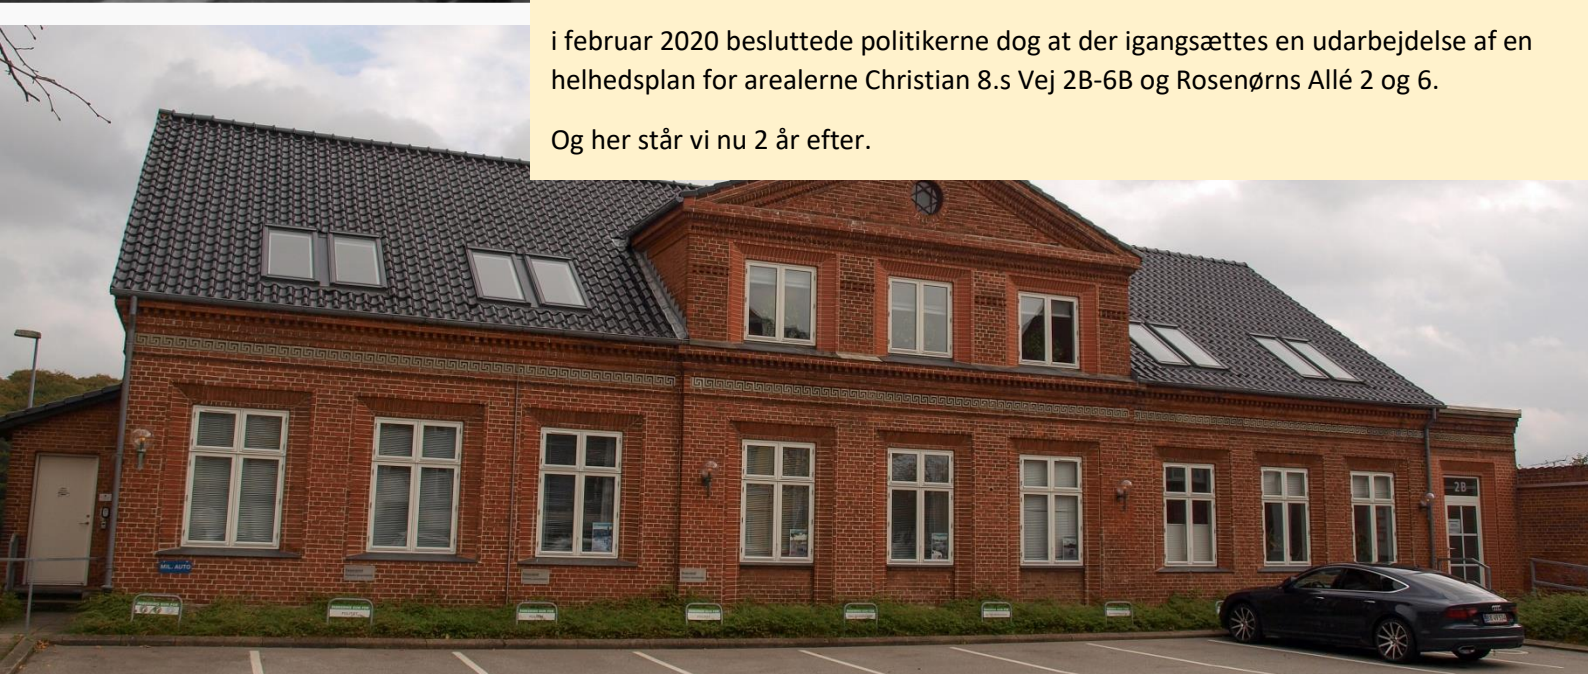 i februar 2020 besluttede politikerne dog at der igangsættes en udarbejdelse af en
helhedsplan for arealerne Christian 8.s Vej 2B-6B og Rosenørns Allé 2 og 6.
Og her står vi nu 2 år efter.
2B
MIL. AUTO